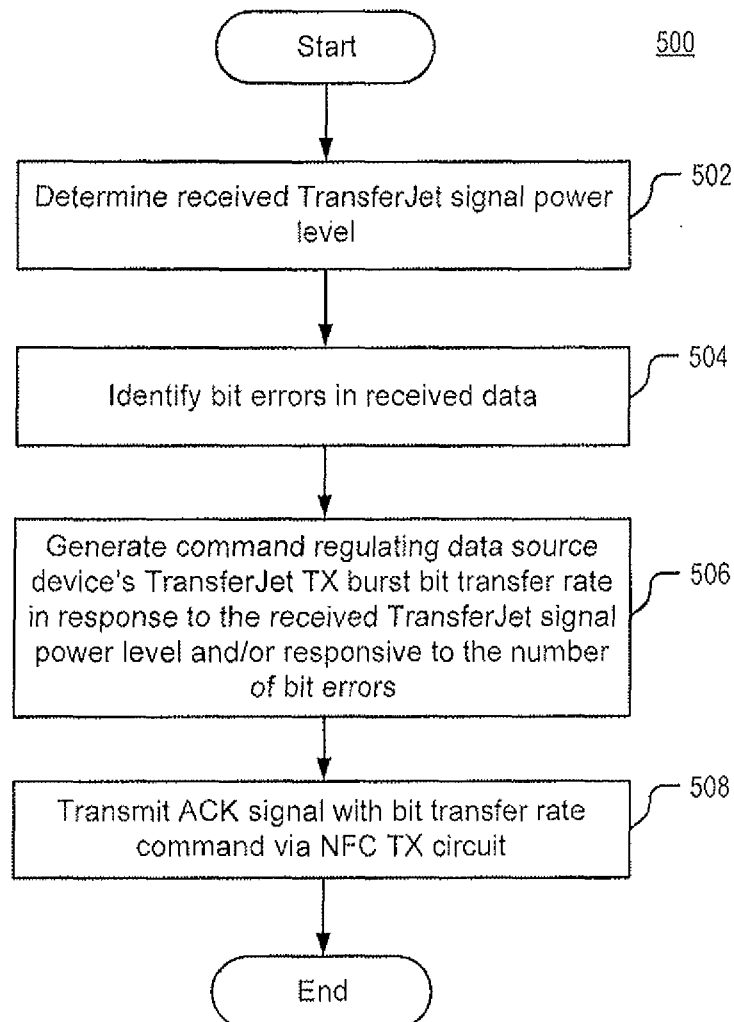 Start
500
Determine received TransferJet signal power
level
502
Identify bit errors in received data
504
Generate command regulating data source
device's TransferJet TX burst bit transfer rate
in response to the received TransferJet signal
power level and/or responsive to the number
of bit errors
506
Transmit ACK signal with bit transfer rate
command via NFC TX circuit
508
End